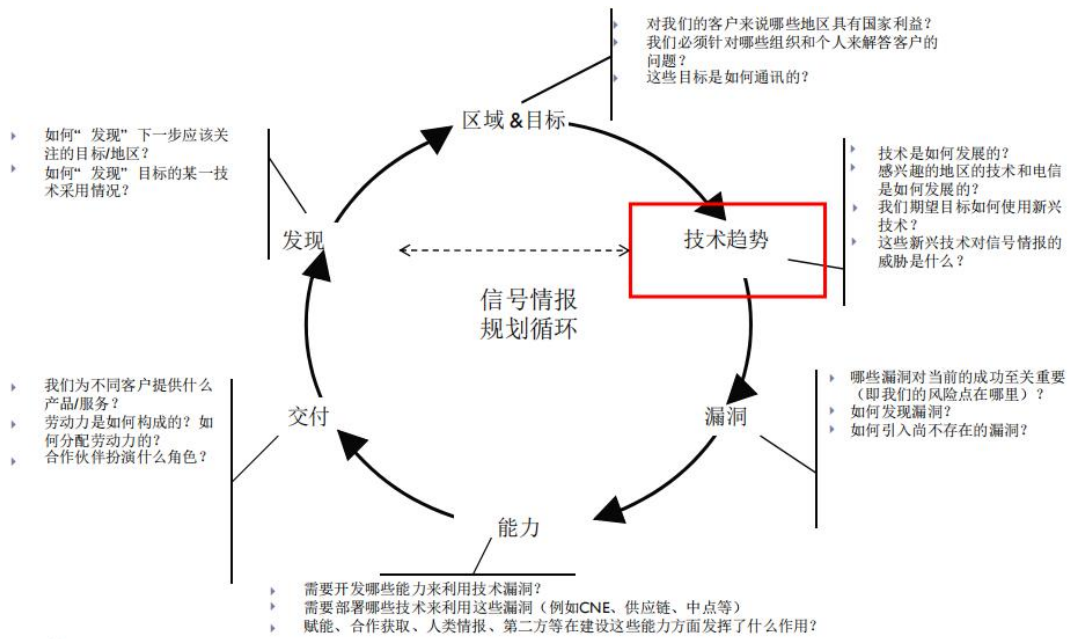 对我们的客户来说哪些地区具有国家利益？
我们必须针对哪些组织和个人来解答客户的
问题？
这些目标是如何通讯的？
区域&目标
如何“发现”下一步应该关
注的目标/地区？
如何“发现”目标的某一技
术采用情况？
技术是如何发展的？
感兴趣的地区的技术和电信
是如何发展的？
我们期望目标如何使用新兴
技术？
这些新兴技术对信号情报的
威胁是什么？
发现
技术趋势
信号情报
规划循环
我们为不同客户提供什么
产品/服务？
劳动力是如何构成的？如
何分配劳动力的？
合作伙伴扮演什么角色？
交付
漏洞
哪些漏洞对当前的成功至关重要
（即我们的风险点在哪里）？
如何发现漏洞？
如何引入尚不存在的漏洞？
能力
需要开发哪些能力来利用技术漏洞？
需要部署哪些技术来利用这些漏洞（例如CNE、供应链、中点等）
赋能、合作获取、人类情报、第二方等在建设这些能力方面发挥了什么作用？